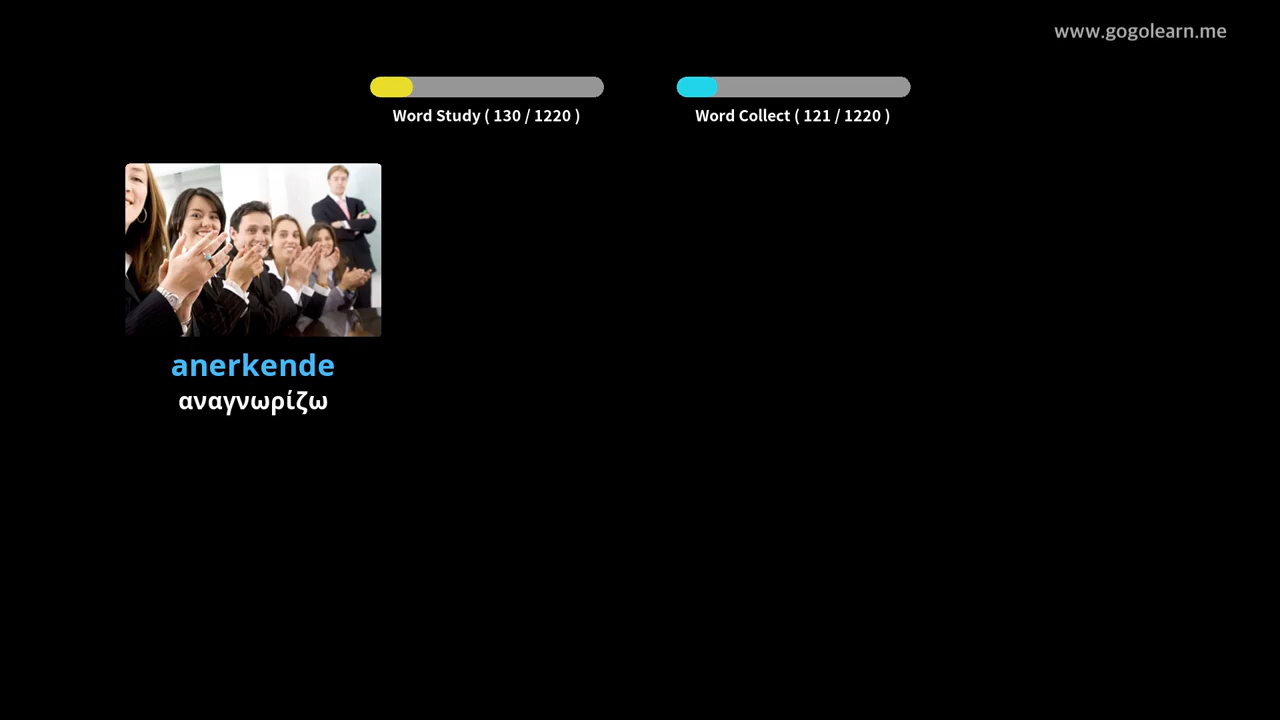 www.gogolearn.me
Word Study ( 130 / 1220 )
Word Collect ( 121 / 1220 )
anerkende
αναγνωρίζω